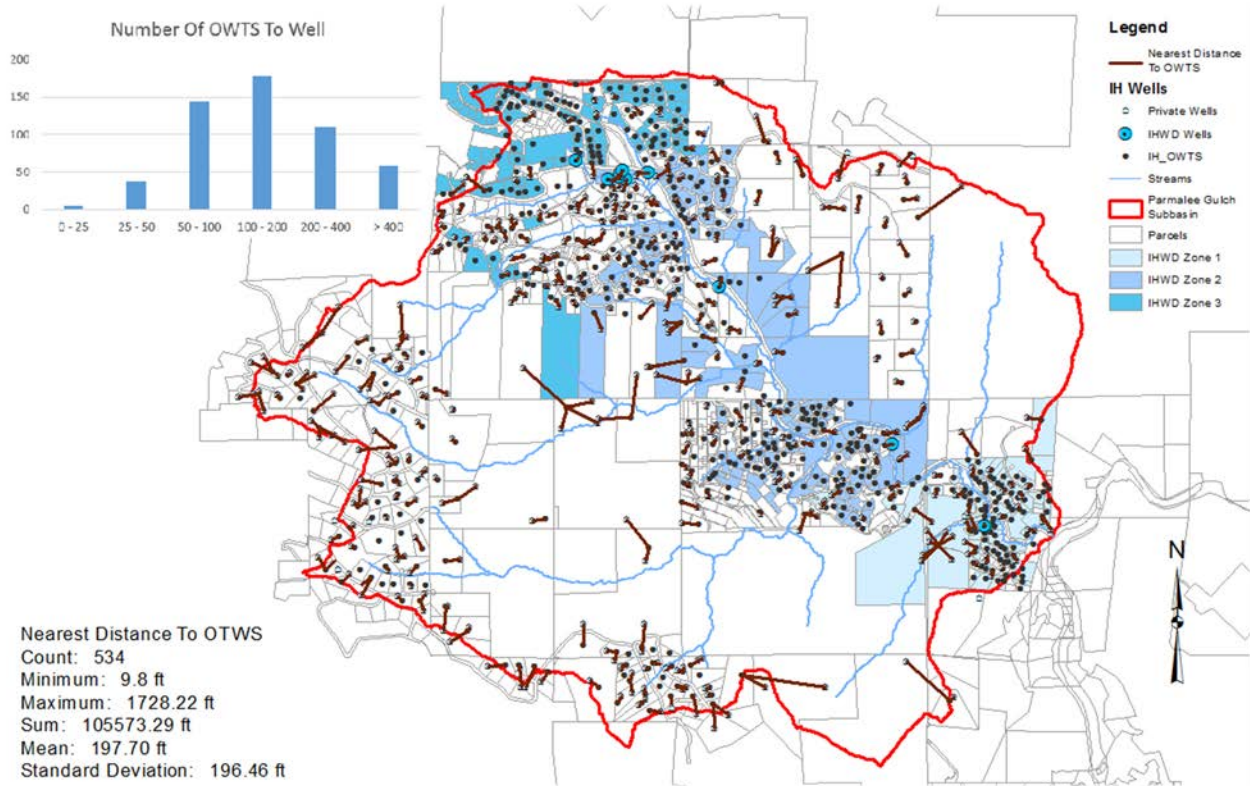 Number Of OWTS To Well
200
150
100
50
0
0 - 25
25 - 50
50 - 100
100 - 200
200 - 400
> 400
Legend
Nearest Distance
To OWTS
IH Wells
Private Wells
IHWD Wells
IH_OWTS
Streams
Parmalee Gulch
Subbasin
Parcels
IHWD Zone 1
IHWD Zone 2
IHWD Zone 3
N
Nearest Distance To OTWS
Count: 534
Minimum: 9.8 ft
Maximum: 1728.22 ft
Sum: 105573.29 ft
Mean: 197.70 ft
Standard Deviation: 196.46 ft